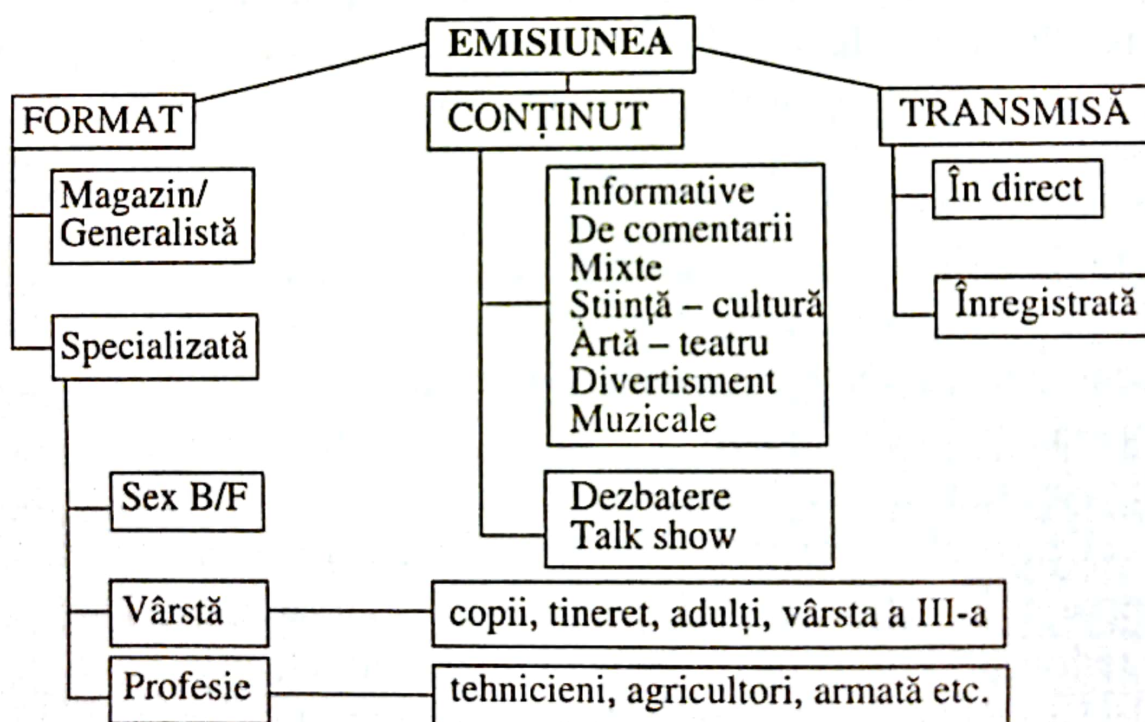 EMISIUNEA
FORMAT
CONȚINUT
TRANSMISĂ
Magazin/
Generalistă
Specializată
Sex B/F
Vârstă
Profesie
Informative
De comentarii
Mixte
Știință – cultură
Artă – teatru
Divertisment
Muzicale
Dezbatere
Talk show
copii, tineret, adulți, vârsta a III-a
tehnicieni, agricultori, armată etc.
În direct
Înregistrată